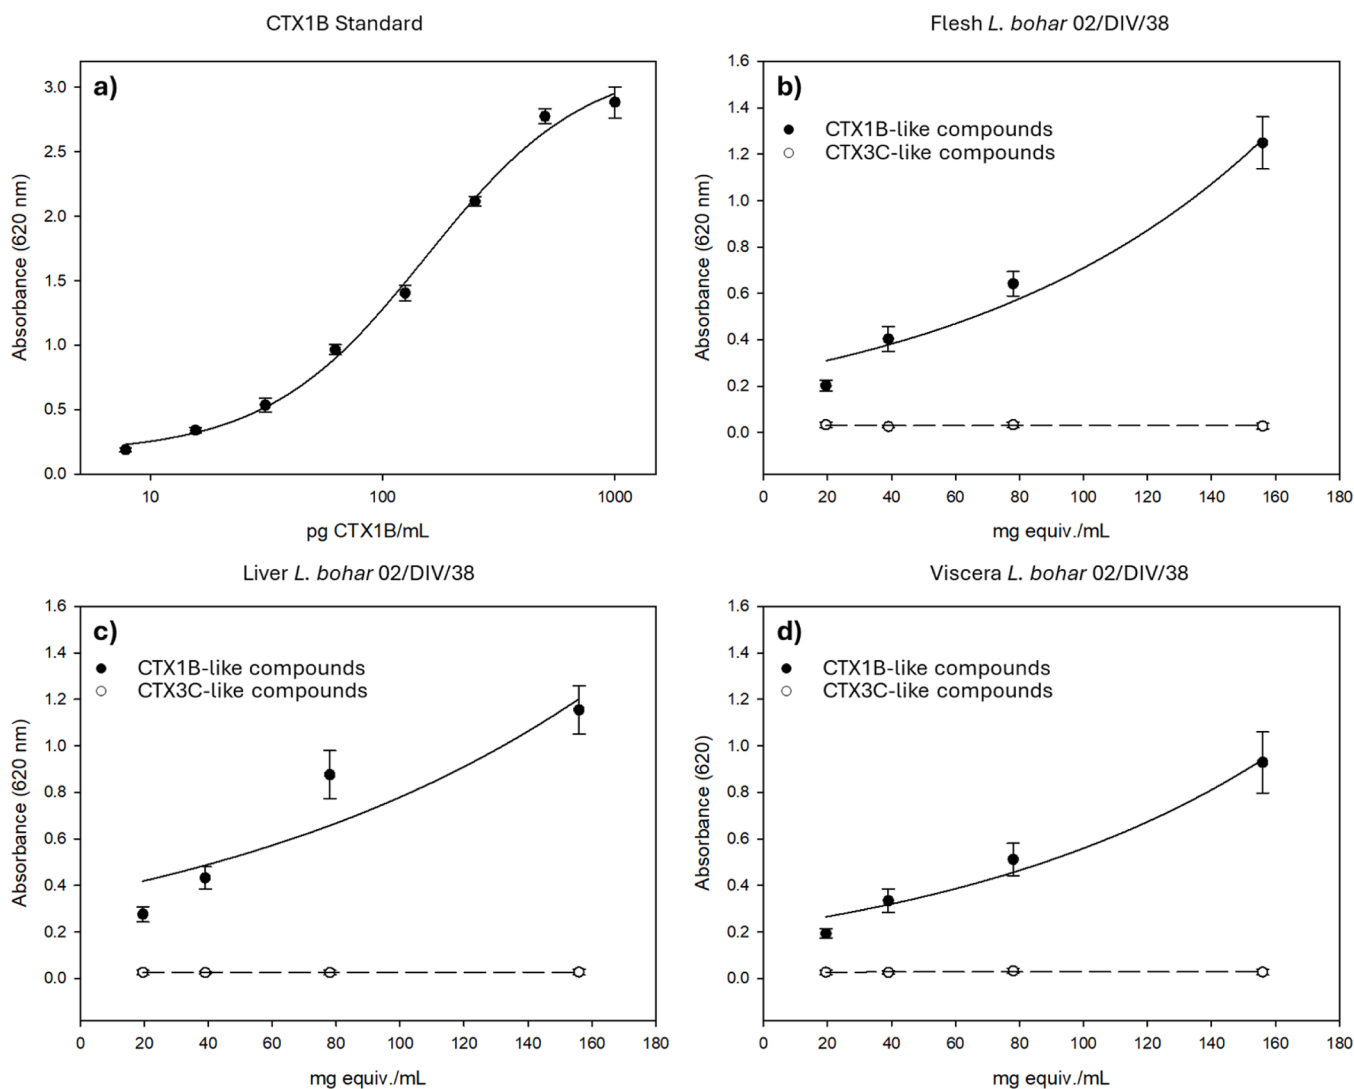 CTX1B Standard
a)
Absorbance (620 nm)
3.0
2.5
2.0
1.5
1.0
0.5
0.0
10 100 1000
pg CTX1B/mL
Flesh L. bohar 02/DIV/38
b)
CTX1B-like compounds
CTX3C-like compounds
Absorbance (620 nm)
1.6
1.4
1.2
1.0
0.8
0.6
0.4
0.2
0.0
0 20 40 60 80 100 120 140 160 180
mg equiv./mL
Liver L. bohar 02/DIV/38
c)
CTX1B-like compounds
CTX3C-like compounds
Absorbance (620 nm)
1.6
1.4
1.2
1.0
0.8
0.6
0.4
0.2
0.0
0 20 40 60 80 100 120 140 160 180
mg equiv./mL
Viscera L. bohar 02/DIV/38
d)
CTX1B-like compounds
CTX3C-like compounds
Absorbance (620)
1.6
1.4
1.2
1.0
0.8
0.6
0.4
0.2
0.0
0 20 40 60 80 100 120 140 160 180
mg equiv./mL